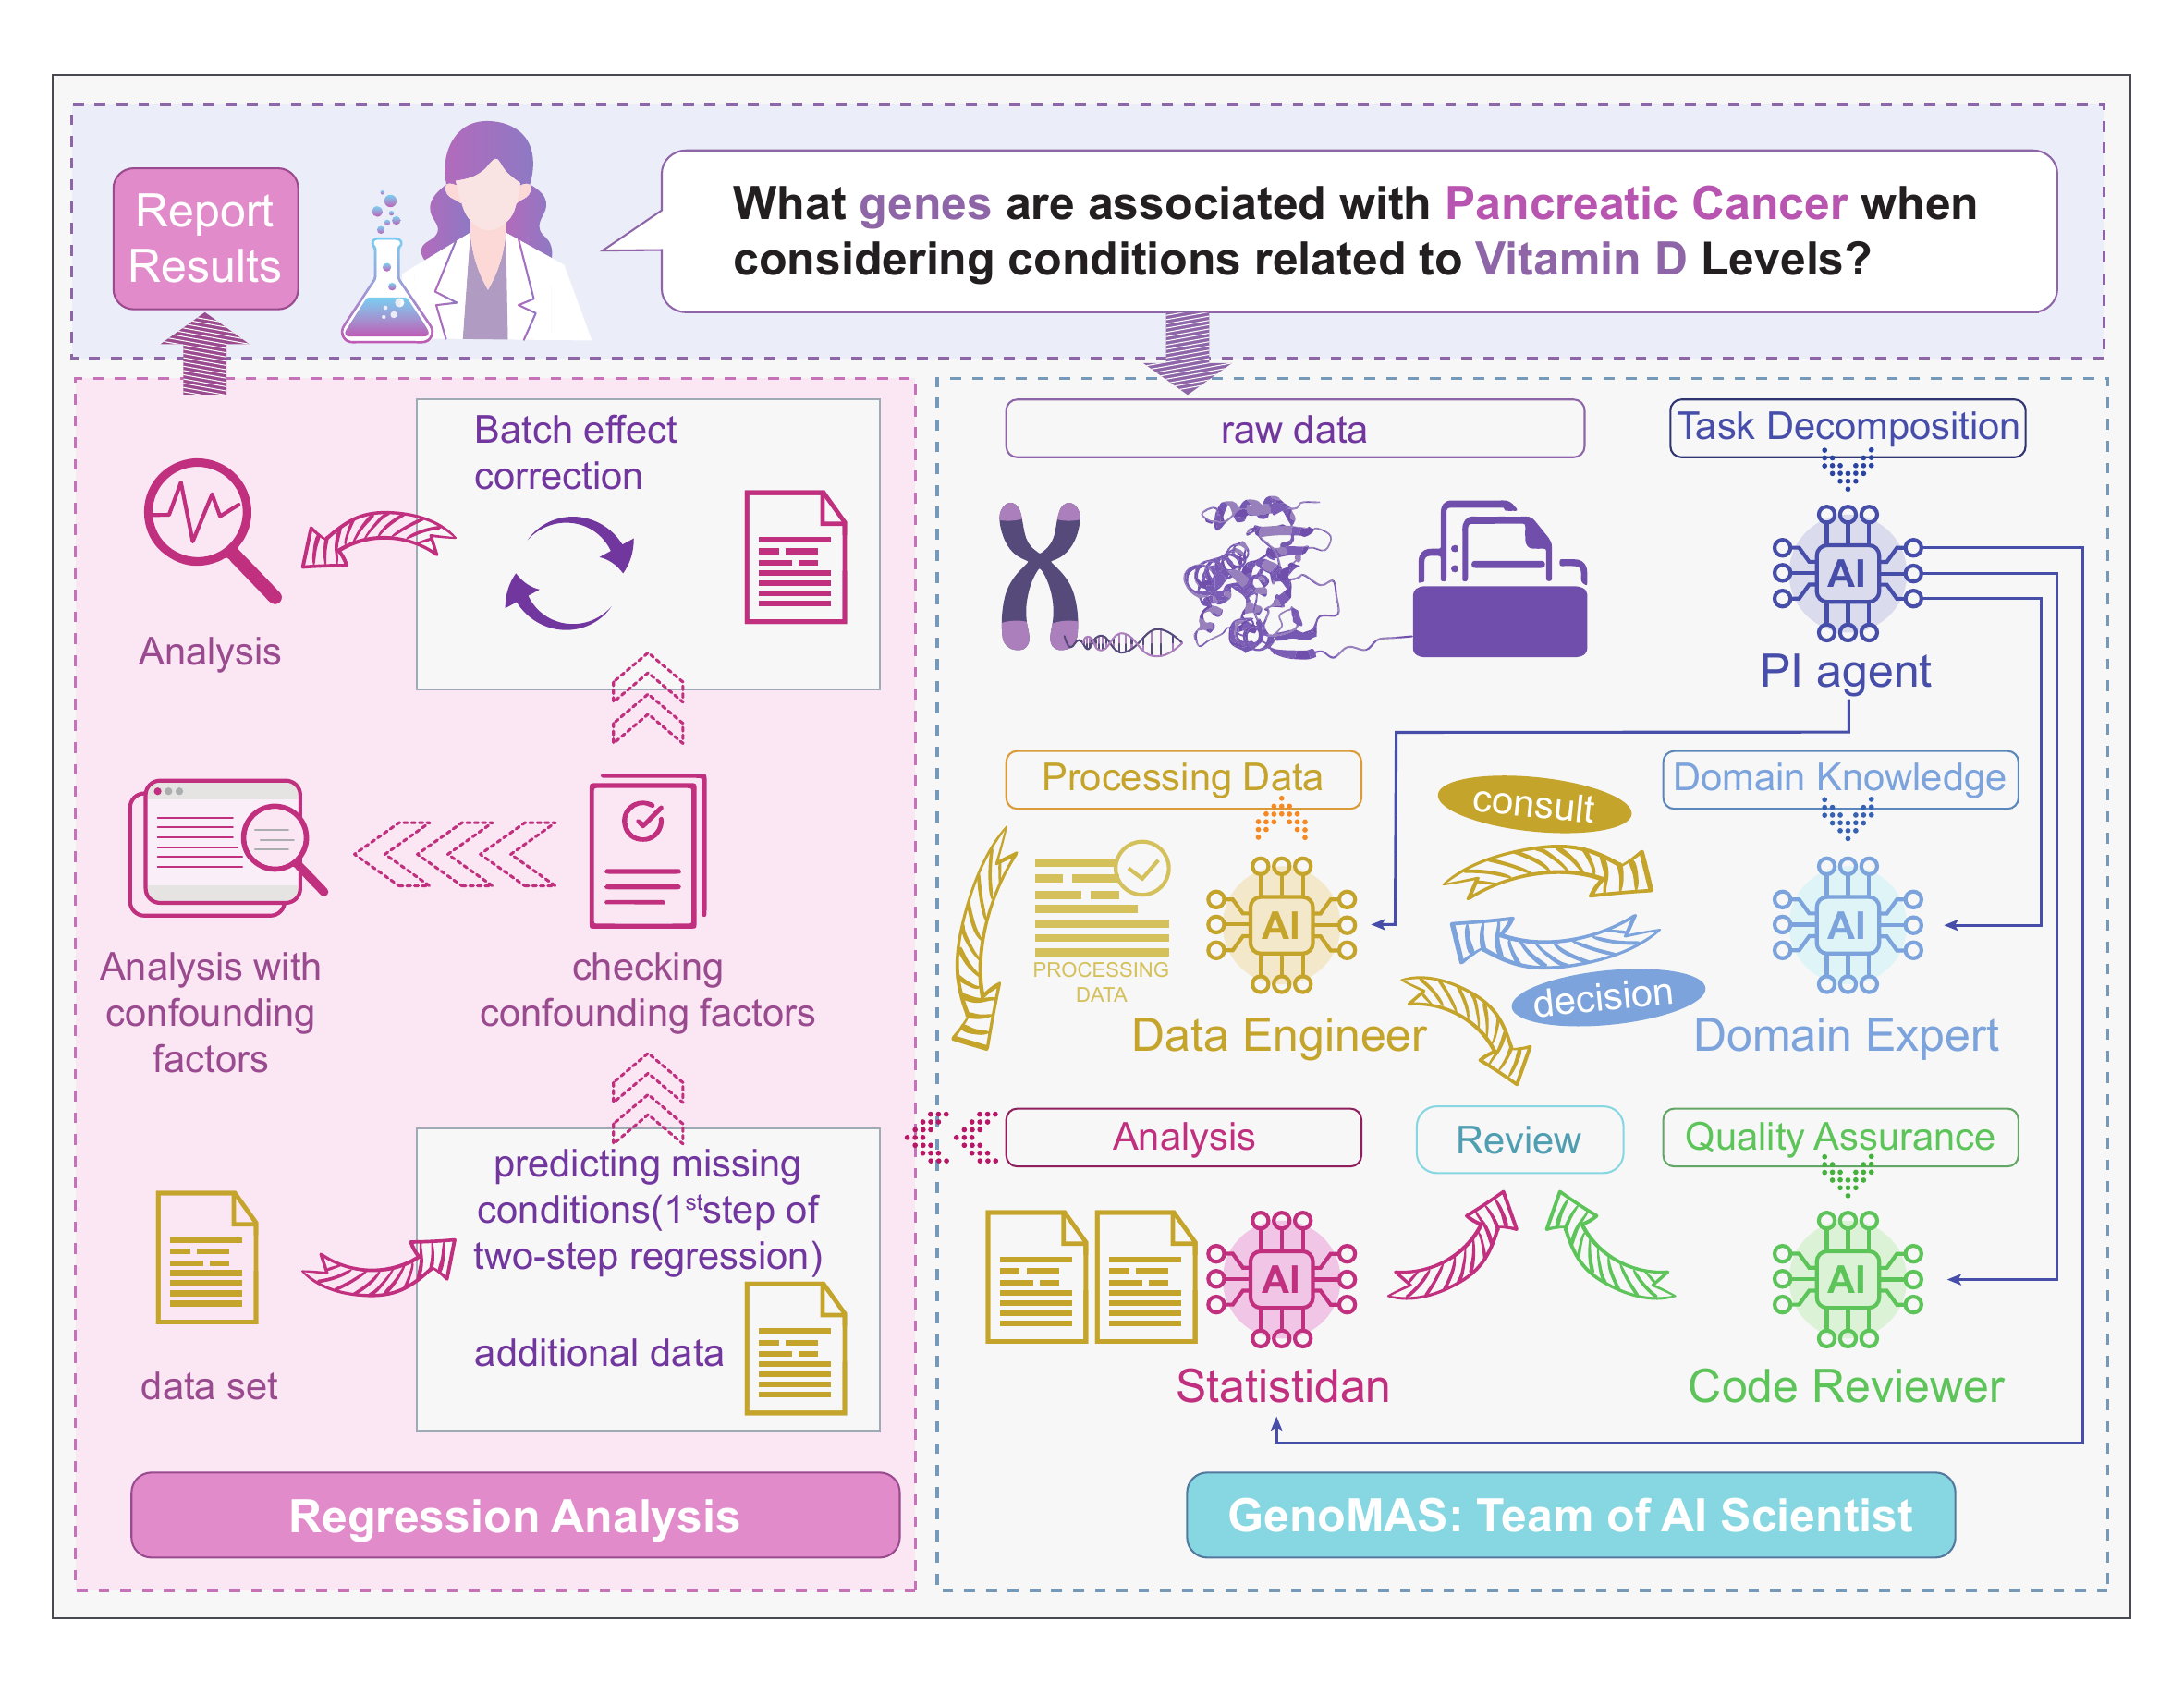 Report
Results
What genes are associated with Pancreatic Cancer when
considering conditions related to Vitamin D Levels?
Batch effect
correction
Analysis
Analysis with
confounding
factors
checking
confounding factors
predicting missing
conditions(1ststep of
two-step regression)
additional data
data set
Regression Analysis
raw data
Task Decomposition
AI
PI agent
Processing Data
consult
Domain Knowledge
PROCESSING
DATA
AI
AI
decision
Data Engineer
Domain Expert
Analysis
Review
Quality Assurance
AI
AI
Statistidan
Code Reviewer
GenoMAS: Team of AI Scientist